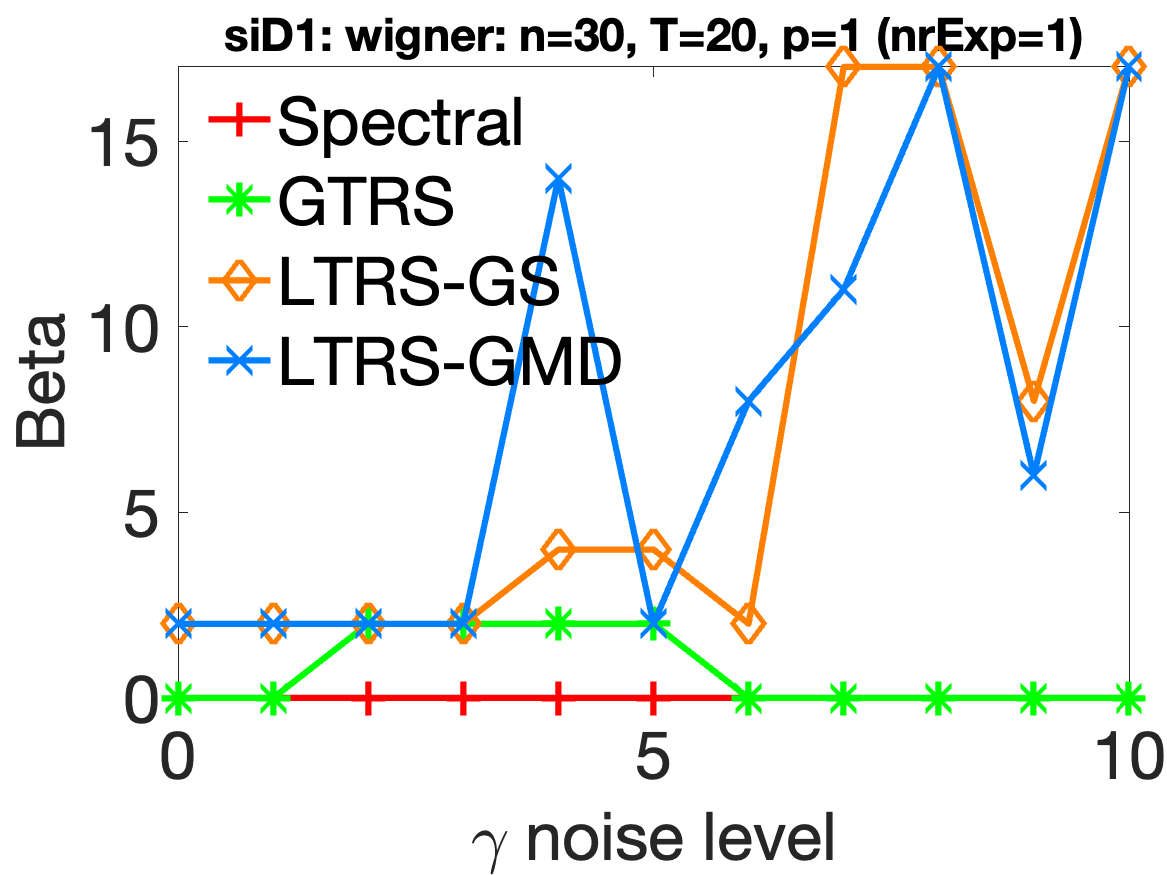 siD1: wigner: n=30, T=20, p=1 (nrExp=1)
Spectral
GTRS
LTRS-GS
LTRS-GMD
Beta
15
10
5
0
0 5 10
γ noise level